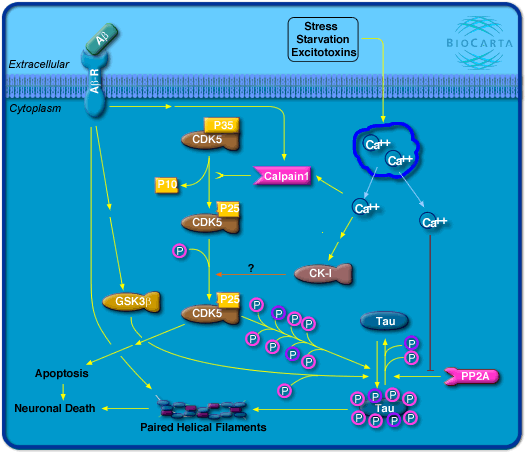 Stress
Starvation
Excitotoxins
BIOCARTA
Aβ
Extracellular
Aβ-R
Cytoplasm
P35
CDK5
Ca++
Ca++
P10
Calpain1
P25
CDK5
Ca++
Ca++
P
?
CK-I
GSK3β
P25
CDK5
P
P
P
P
P
P
P
Tau
P
P
Apoptosis
PP2A
P
Neuronal Death
Paired Helical Filaments
P
P
P
P
Tau
P
P
P
P